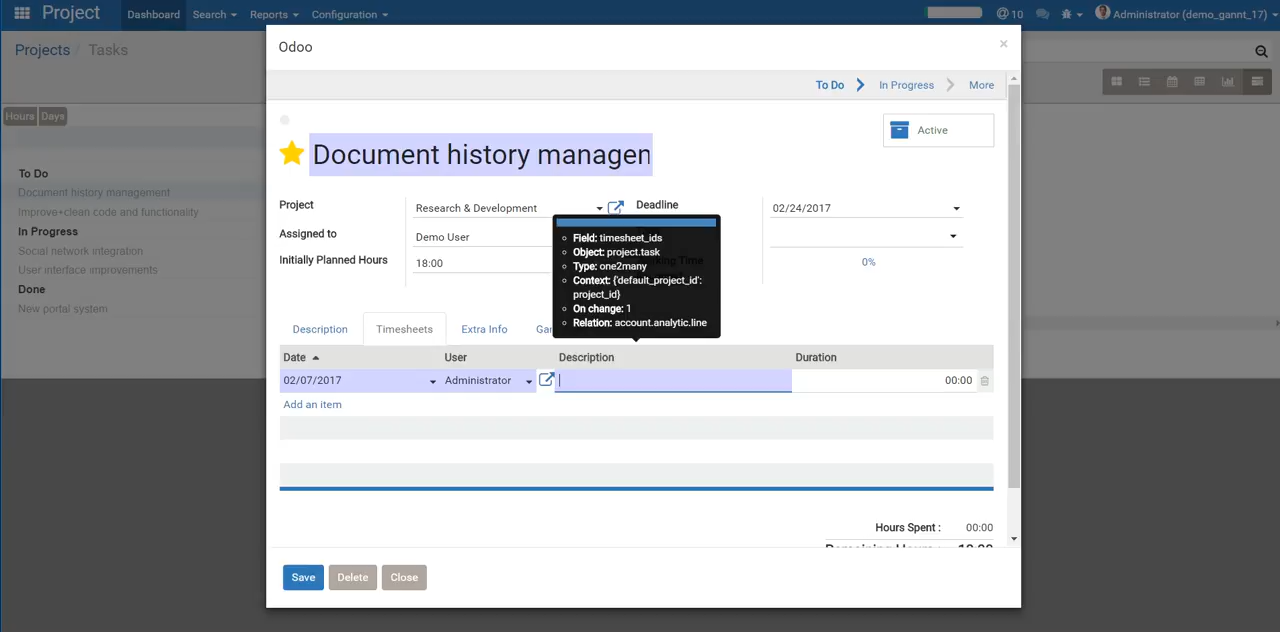 Project Dashboard Search Reports Configuration @ 10 Administrator (demo_gannt_17)
Odoo ×
Projects / Tasks
To Do In Progress More
Hours Days
Active
Document history managen
To Do
Document history management
Improve+clean code and functionality
In Progress
Social network integration
User interface improvements
Done
New portal system
Project Research & Development Deadline 02/24/2017
Assigned to Demo User
Initially Planned Hours 18:00 0%
Field: timesheet_ids
Object: project.task
Type: one2many
Context: {'default_project_id':
project_id}
On change: 1
Relation: account.analytic.line
Description Timesheets Extra Info
Date User Description Duration
02/07/2017 Administrator 00:00
Add an item
Hours Spent : 00:00
Remaining Hours : 18:00
Save Delete Close